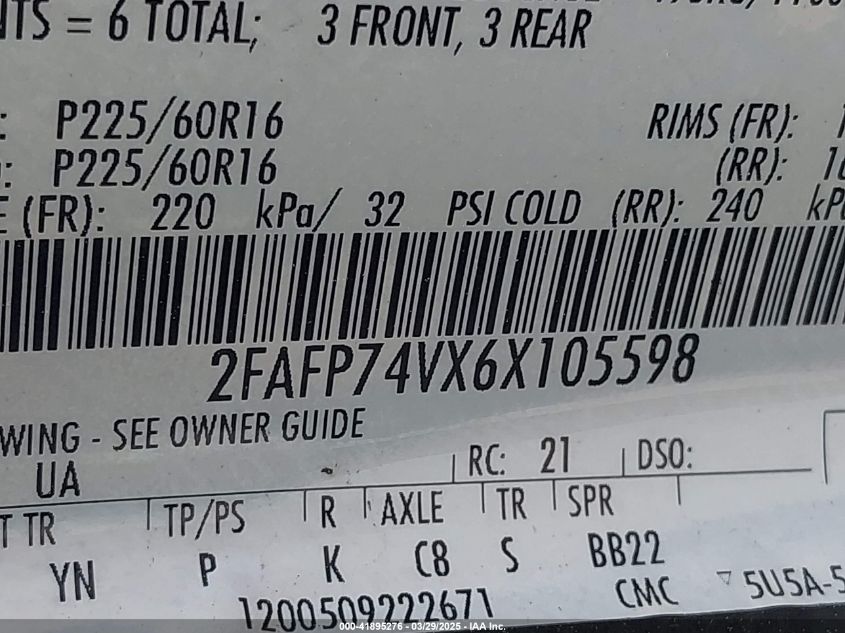 = 6 TOTAL; 3 FRONT, 3 REAR
P225/60R16 RIMS (FR):
P225/60R16 (RR):
(FR): 220 kPa/ 32 PSI COLD (RR): 240
2FAFP74VX6X105598
WING - SEE OWNER GUIDE
UA RC: 21 DSO:
TR TP/PS R AXLE TR SPR
YN P K C8 S BB22
1200509222671 CMC 5U5A-5
000-41895276 - 03/29/2025 - IAA Inc.